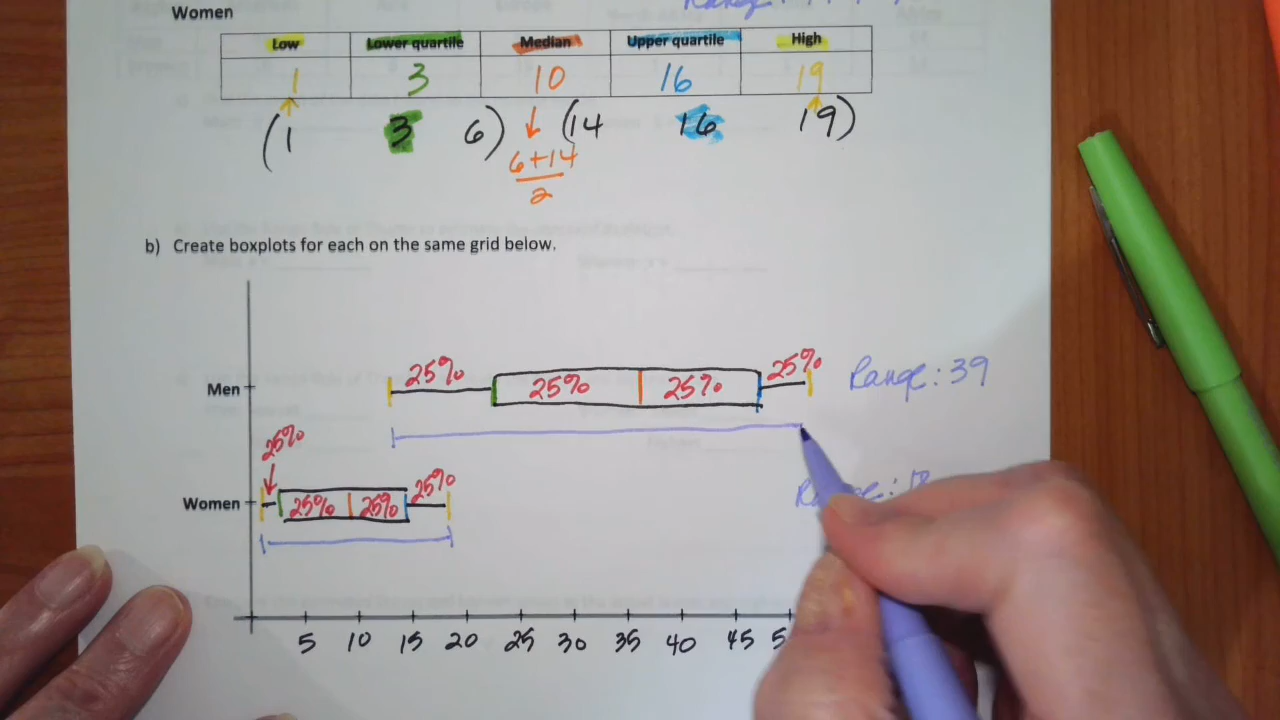 Women
Low Lower quartile Median Upper quartile High
1 3 10 16 19
(1 3 6) (14 16 19)
6+14
2
b) Create boxplots for each on the same grid below.
Men 25% 25% 25% 25% Range: 39
25%
Women 25% 25% 25% Range: 18
5 10 15 20 25 30 35 40 45